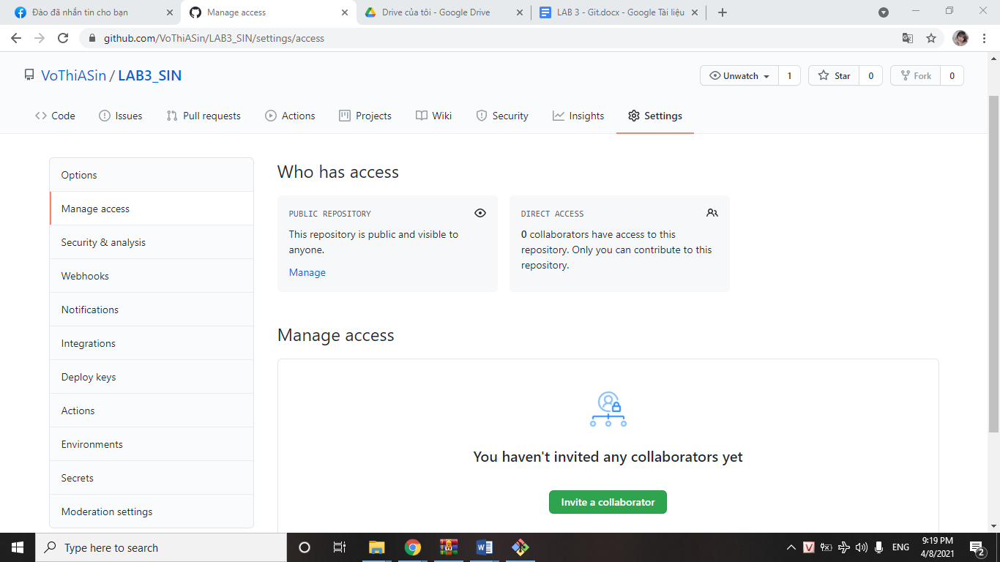 Đào đã nhắn tin cho bạn
Manage access
Drive của tôi - Google Drive
LAB 3 - Git.docx - Google Tài liệu
github.com/VoThiASin/LAB3_SIN/settings/access
VoThiASin / LAB3_SIN
Unwatch 1
Star 0
Fork 0
Code
Issues
Pull requests
Actions
Projects
Wiki
Security
Insights
Settings
Options
Manage access
Security & analysis
Webhooks
Notifications
Integrations
Deploy keys
Actions
Environments
Secrets
Moderation settings
Who has access
PUBLIC REPOSITORY
This repository is public and visible to
anyone.
Manage
DIRECT ACCESS
0 collaborators have access to this
repository. Only you can contribute to this
repository.
Manage access
You haven't invited any collaborators yet
Invite a collaborator
Type here to search
V
ENG
9:19 PM
4/8/2021
2